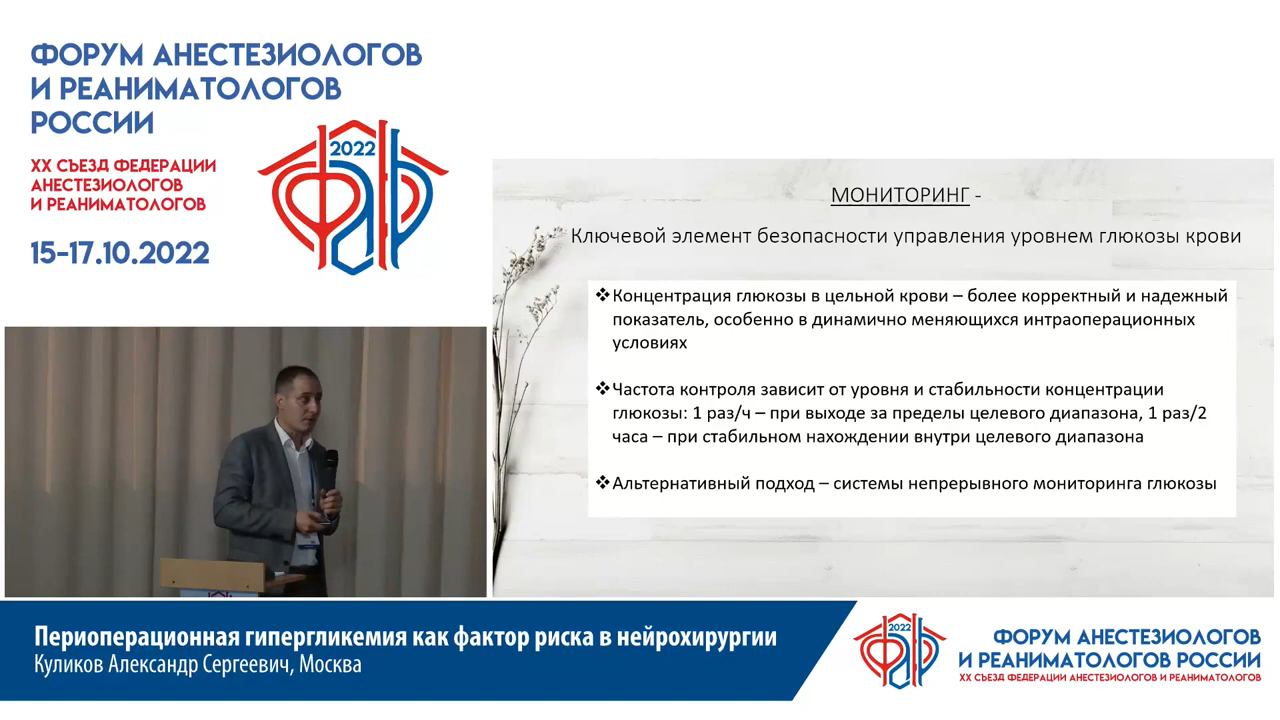 ФОРУМ АНЕСТЕЗИОЛОГОВ
И РЕАНИМАТОЛОГОВ
РОССИИ
XX СЪЕЗД ФЕДЕРАЦИИ
АНЕСТЕЗИОЛОГОВ
И РЕАНИМАТОЛОГОВ
15-17.10.2022
2022
ФАР
МОНИТОРИНГ -
Ключевой элемент безопасности управления уровнем глюкозы крови
❖Концентрация глюкозы в цельной крови – более корректный и надежный
показатель, особенно в динамично меняющихся интраоперационных
условиях
❖Частота контроля зависит от уровня и стабильности концентрации
глюкозы: 1 раз/ч – при выходе за пределы целевого диапазона, 1 раз/2
часа – при стабильном нахождении внутри целевого диапазона
❖Альтернативный подход – системы непрерывного мониторинга глюкозы
Периоперационная гипергликемия как фактор риска в нейрохирургии
Куликов Александр Сергеевич, Москва
2022
ФАР
ФОРУМ АНЕСТЕЗИОЛОГОВ
И РЕАНИМАТОЛОГОВ РОССИИ
XX СЪЕЗД ФЕДЕРАЦИИ АНЕСТЕЗИОЛОГОВ И РЕАНИМАТОЛОГОВ